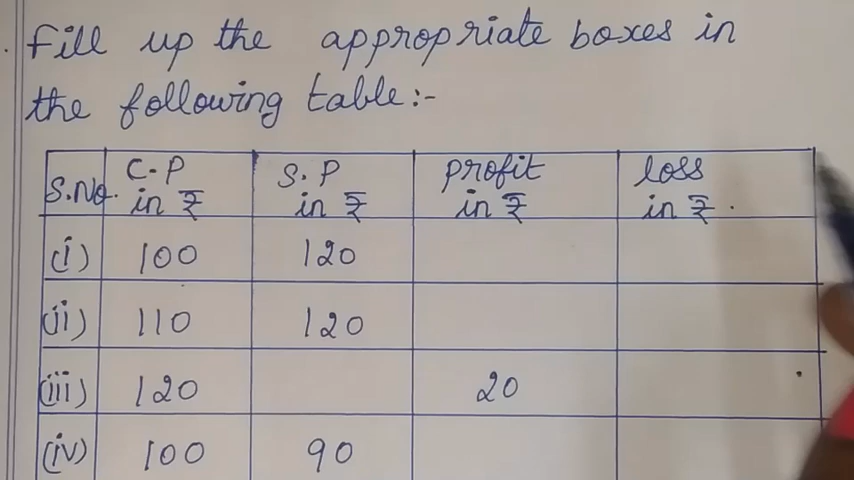 Fill up the appropriate boxes in
the following table:-
S.No. C.P in ₹ S.P in ₹ profit in ₹ loss in ₹.
(i) 100 120
(ii) 110 120
(iii) 120 20
(iv) 100 90